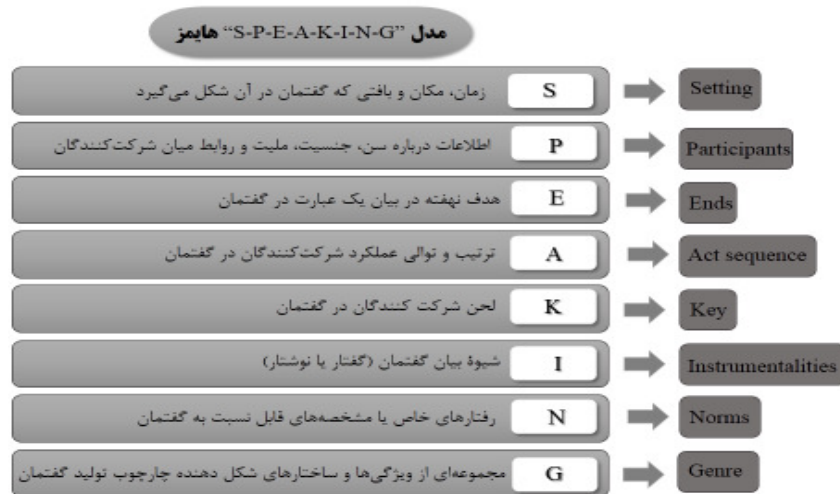 مدل “S-P-E-A-K-I-N-G” هایمز
زمان، مکان و بافتی که گفتمان در آن شکل می‌گیرد S Setting
اطلاعات درباره سن، جنسیت، ملیت و روابط میان شرکت‌کنندگان P Participants
هدف نهفته در بیان یک عبارت در گفتمان E Ends
ترتیب و توالی عملکرد شرکت‌کنندگان در گفتمان A Act sequence
لحن شرکت کنندگان در گفتمان K Key
شیوۀ بیان گفتمان (گفتار یا نوشتار) I Instrumentalities
رفتارهای خاص یا مشخصه‌های قابل نسبت به گفتمان N Norms
مجموعه‌ای از ویژگی‌ها و ساختارهای شکل دهنده چارچوب تولید گفتمان G Genre